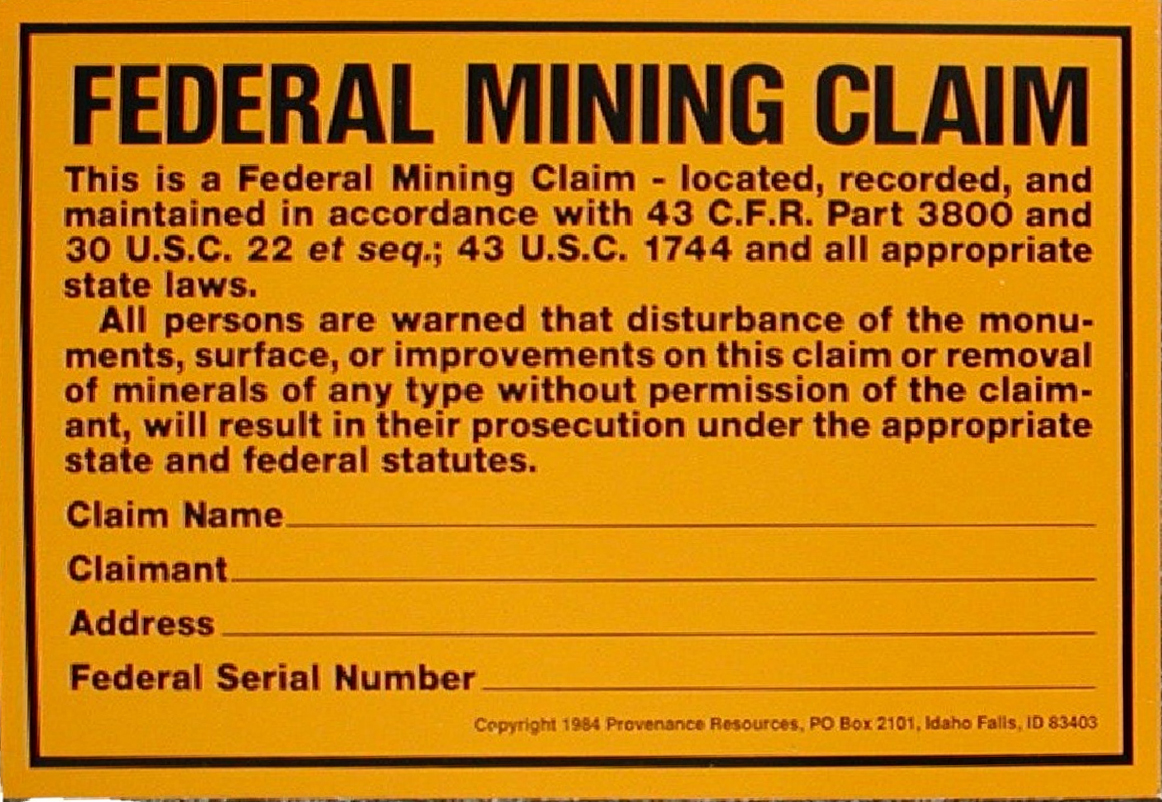 FEDERAL MINING CLAIM
This is a Federal Mining Claim - located, recorded, and
maintained in accordance with 43 C.F.R. Part 3800 and
30 U.S.C. 22 et seq.; 43 U.S.C. 1744 and all appropriate
state laws.
All persons are warned that disturbance of the monu-
ments, surface, or improvements on this claim or removal
of minerals of any type without permission of the claim-
ant, will result in their prosecution under the appropriate
state and federal statutes.
Claim Name
Claimant
Address
Federal Serial Number
Copyright 1984 Provenance Resources, PO Box 2101, Idaho Falls, ID 83403